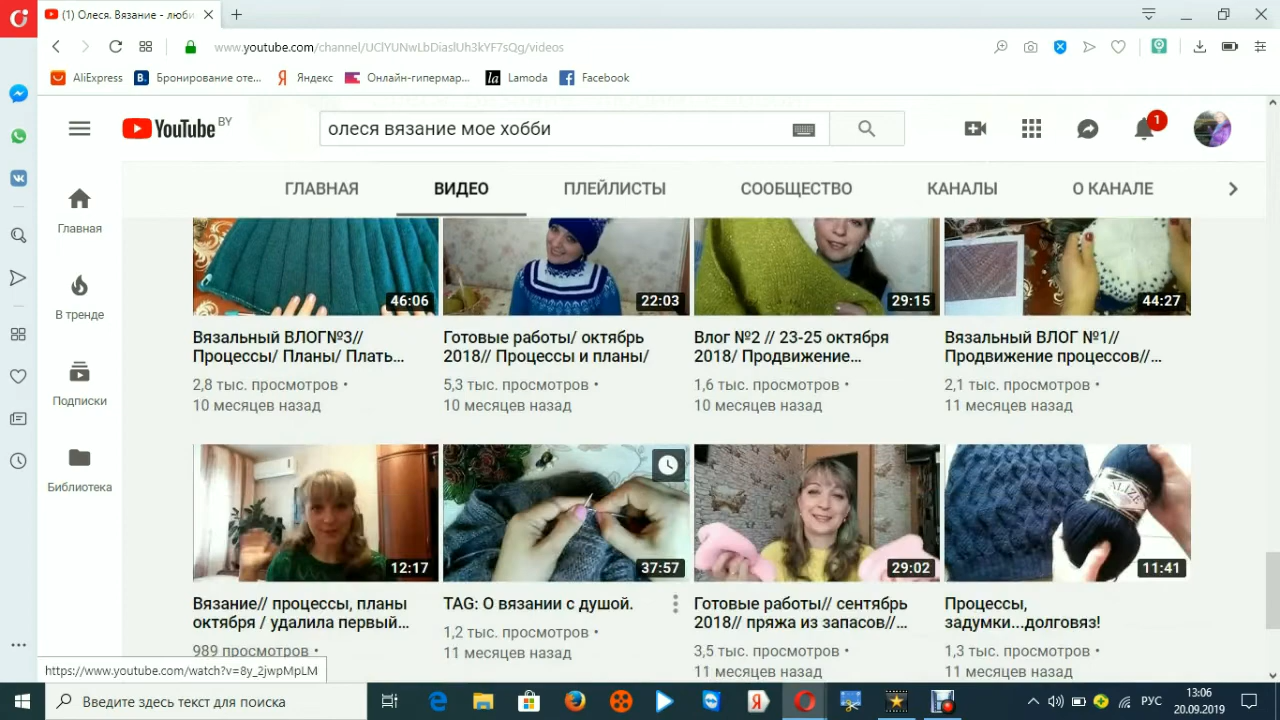 (1) Олеся. Вязание - люби
www.youtube.com/channel/UClYUNwLbDiaslUh3kYF7sQg/videos
AliExpress Бронирование оте... Яндекс Онлайн-гипермар... la Lamoda Facebook
YouTube BY
олеся вязание мое хобби
1
ГЛАВНАЯ ВИДЕО ПЛЕЙЛИСТЫ СООБЩЕСТВО КАНАЛЫ О КАНАЛЕ
Главная
В тренде
Подписки
Библиотека
46:06
Вязальный ВЛОГ№3//
Процессы/ Планы/ Плать...
2,8 тыс. просмотров •
10 месяцев назад
22:03
Готовые работы/ октябрь
2018// Процессы и планы/
5,3 тыс. просмотров •
10 месяцев назад
29:15
Влог №2 // 23-25 октября
2018/ Продвижение...
1,6 тыс. просмотров •
10 месяцев назад
44:27
Вязальный ВЛОГ №1//
Продвижение процессов//...
2,1 тыс. просмотров •
11 месяцев назад
12:17
Вязание// процессы, планы
октября / удалила первый...
989 просмотров •
37:57
TAG: О вязании с душой.
1,2 тыс. просмотров •
11 месяцев назад
29:02
Готовые работы// сентябрь
2018// пряжа из запасов//...
3,5 тыс. просмотров •
11 месяцев назад
ALIZE
11:41
Процессы,
задумки...долговяз!
1,3 тыс. просмотров •
11 месяцев назад
https://www.youtube.com/watch?v=8y_2jwpMpLM
Введите здесь текст для поиска
РУС
13:06
20.09.2019